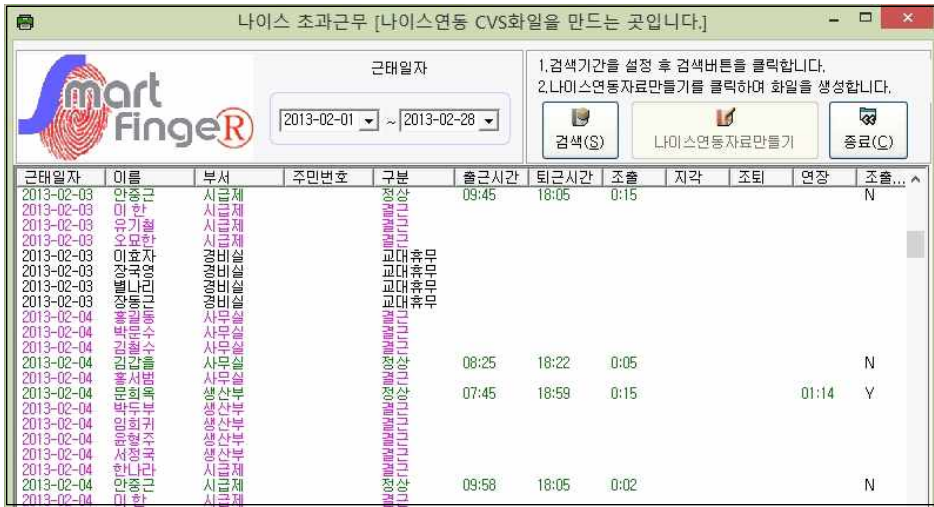 나이스 초과근무 [나이스연동 CVS화일을 만드는 곳입니다.]
Smart FingeR
근태일자
2013-02-01 ~ 2013-02-28
1.검색기간을 설정 후 검색버튼을 클릭합니다.
2.나이스연동자료만들기를 클릭하여 화일을 생성합니다.
검색(S) 나이스연동자료만들기 종료(C)
근태일자 이름 부서 주민번호 구분 출근시간 퇴근시간 조출 지각 조퇴 연장 조출...
2013-02-03 안중근 시급제 정상 09:45 18:05 0:15 N
2013-02-03 이 한 시급제 결근
2013-02-03 유기철 시급제 결근
2013-02-03 오묘한 시급제 결근
2013-02-03 이효자 경비실 교대휴무
2013-02-03 장국영 경비실 교대휴무
2013-02-03 별나리 경비실 교대휴무
2013-02-03 장동근 경비실 교대휴무
2013-02-04 홍길동 사무실 결근
2013-02-04 박문수 사무실 결근
2013-02-04 김철수 사무실 결근
2013-02-04 김갑을 사무실 정상 08:25 18:22 0:05 N
2013-02-04 홍서범 사무실 결근
2013-02-04 문희옥 생산부 정상 07:45 18:59 0:15 01:14 Y
2013-02-04 박두부 생산부 결근
2013-02-04 임희귀 생산부 결근
2013-02-04 윤형주 생산부 결근
2013-02-04 서정국 생산부 결근
2013-02-04 한나라 시급제 결근
2013-02-04 안중근 시급제 정상 09:58 18:05 0:02 N
2013-02-04 이 한 시급제 결근